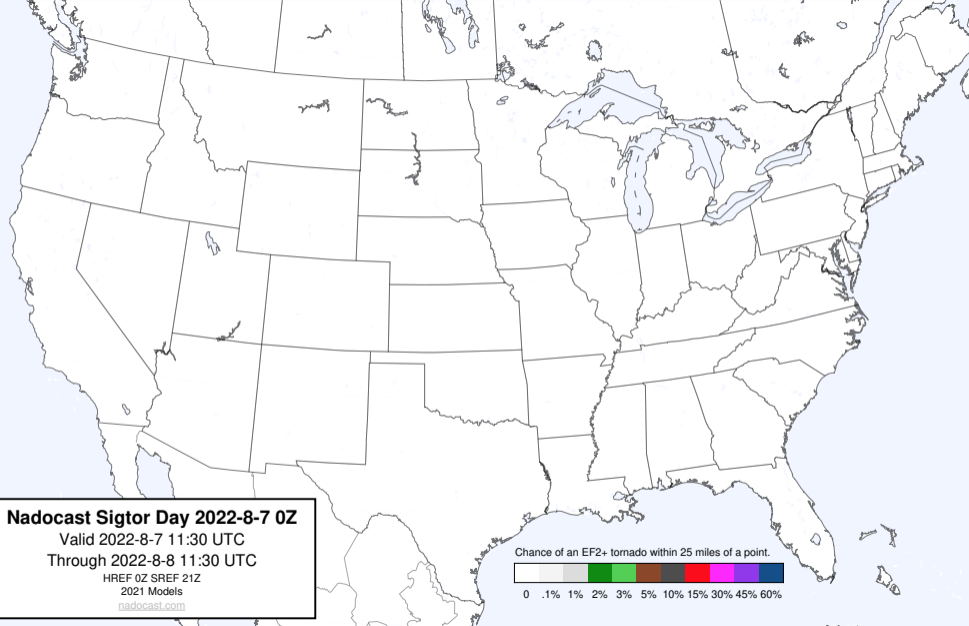 Nadocast Sigtor Day 2022-8-7 0Z
Valid 2022-8-7 11:30 UTC
Through 2022-8-8 11:30 UTC
HREF 0Z SREF 21Z
2021 Models
nadocast.com
Chance of an EF2+ tornado within 25 miles of a point.
0 .1% 1% 2% 3% 5% 10% 15% 30% 45% 60%